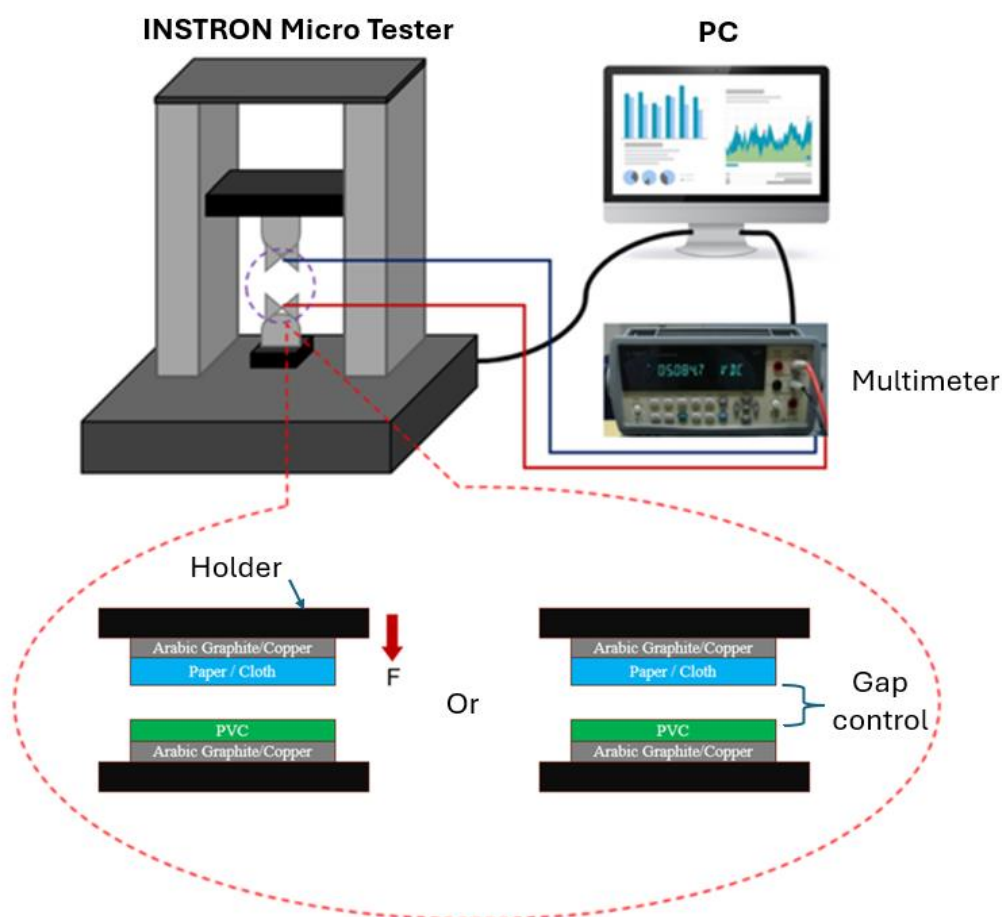 INSTRON Micro Tester
PC
Multimeter
Holder
Arabic Graphite/Copper
Paper / Cloth
F
PVC
Arabic Graphite/Copper
Or
Arabic Graphite/Copper
Paper / Cloth
Gap
control
PVC
Arabic Graphite/Copper